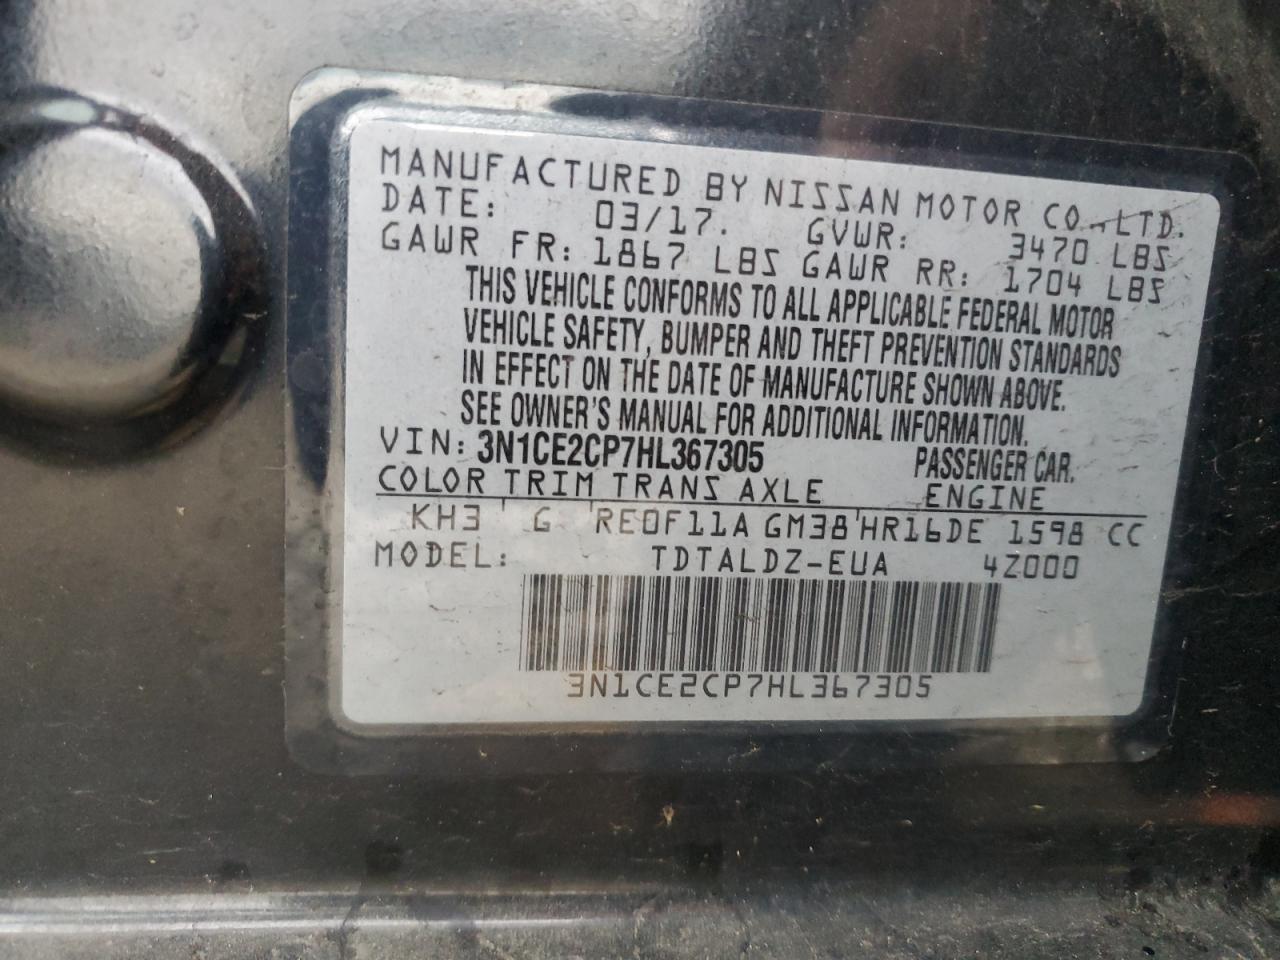 MANUFACTURED BY NISSAN MOTOR CO.,LTD.
DATE: 03/17. GVWR: 3470 LBS
GAWR FR: 1867 LBS GAWR RR: 1704 LBS
THIS VEHICLE CONFORMS TO ALL APPLICABLE FEDERAL MOTOR
VEHICLE SAFETY, BUMPER AND THEFT PREVENTION STANDARDS
IN EFFECT ON THE DATE OF MANUFACTURE SHOWN ABOVE.
SEE OWNER'S MANUAL FOR ADDITIONAL INFORMATION.
VIN: 3N1CE2CP7HL367305 PASSENGER CAR.
COLOR TRIM TRANS AXLE ENGINE
KH3 G RE0F11A GM38 HR16DE 1598 CC
MODEL: TDTALDZ-EUA 4Z000
3N1CE2CP7HL367305